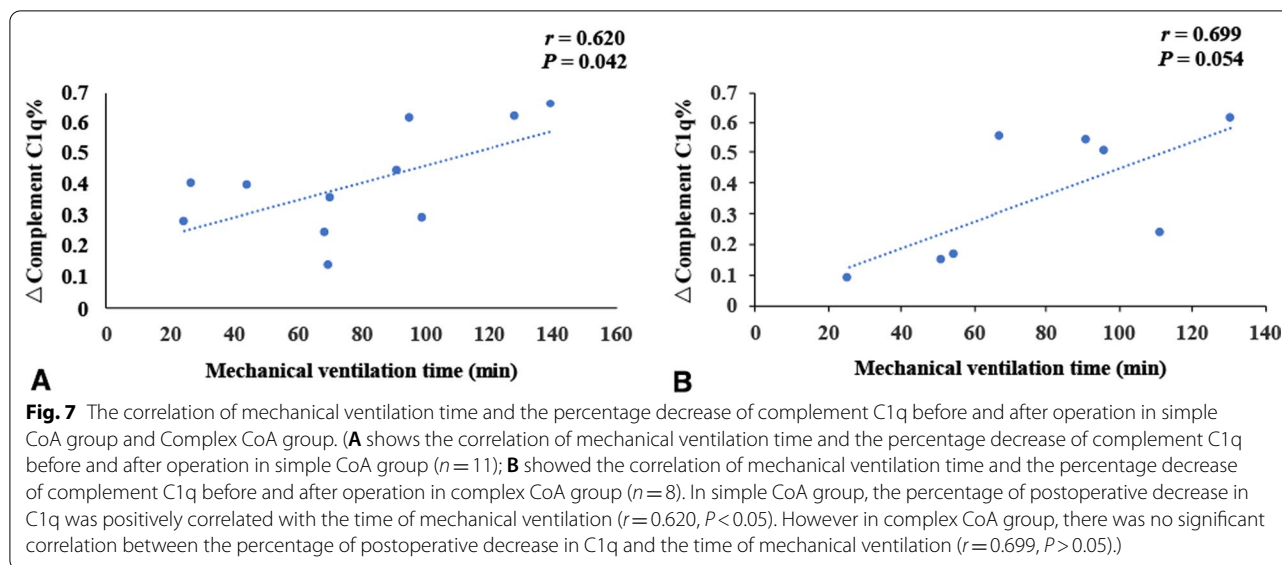 r = 0.620
P = 0.042
△ Complement C1q%
0.7
0.6
0.5
0.4
0.3
0.2
0.1
0
0 20 40 60 80 100 120 140 160
Mechanical ventilation time (min)
A
r = 0.699
P = 0.054
△ Complement C1q%
0.7
0.6
0.5
0.4
0.3
0.2
0.1
0
0 20 40 60 80 100 120 140
Mechanical ventilation time (min)
B
Fig. 7 The correlation of mechanical ventilation time and the percentage decrease of complement C1q before and after operation in simple
CoA group and Complex CoA group. (A shows the correlation of mechanical ventilation time and the percentage decrease of complement C1q
before and after operation in simple CoA group (n = 11); B showed the correlation of mechanical ventilation time and the percentage decrease
of complement C1q before and after operation in complex CoA group (n = 8). In simple CoA group, the percentage of postoperative decrease in
C1q was positively correlated with the time of mechanical ventilation (r = 0.620, P < 0.05). However in complex CoA group, there was no significant
correlation between the percentage of postoperative decrease in C1q and the time of mechanical ventilation (r = 0.699, P > 0.05).)